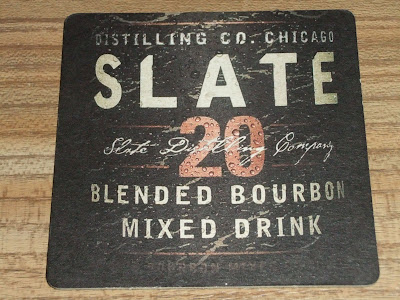 DISTILLING CO. CHICAGO
SLATE
20
Slate Distilling Company
BLENDED BOURBON
MIXED DRINK